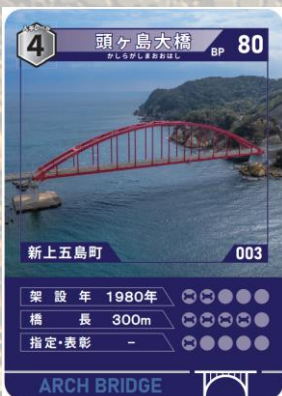 4
頭ヶ島大橋 BP 80
かしらがしまおおはし
新上五島町 003
架設年 1980年
橋長 300m
指定・表彰 -
ARCH BRIDGE